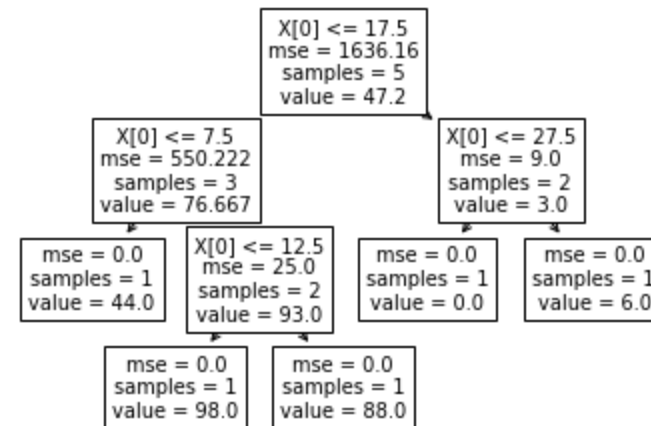 X[0] <= 17.5
mse = 1636.16
samples = 5
value = 47.2
X[0] <= 7.5
mse = 550.222
samples = 3
value = 76.667
X[0] <= 27.5
mse = 9.0
samples = 2
value = 3.0
mse = 0.0
samples = 1
value = 44.0
X[0] <= 12.5
mse = 25.0
samples = 2
value = 93.0
mse = 0.0
samples = 1
value = 0.0
mse = 0.0
samples = 1
value = 6.0
mse = 0.0
samples = 1
value = 98.0
mse = 0.0
samples = 1
value = 88.0